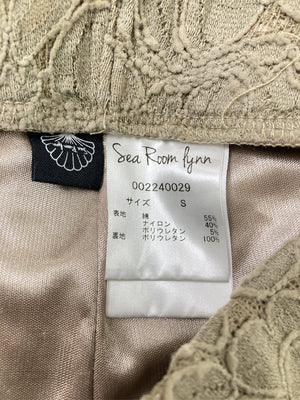 Sea Room lynn
002240029
サイズ S
表地 綿 55%
ナイロン 40%
ポリウレタン 5%
裏地 ポリウレタン 100%